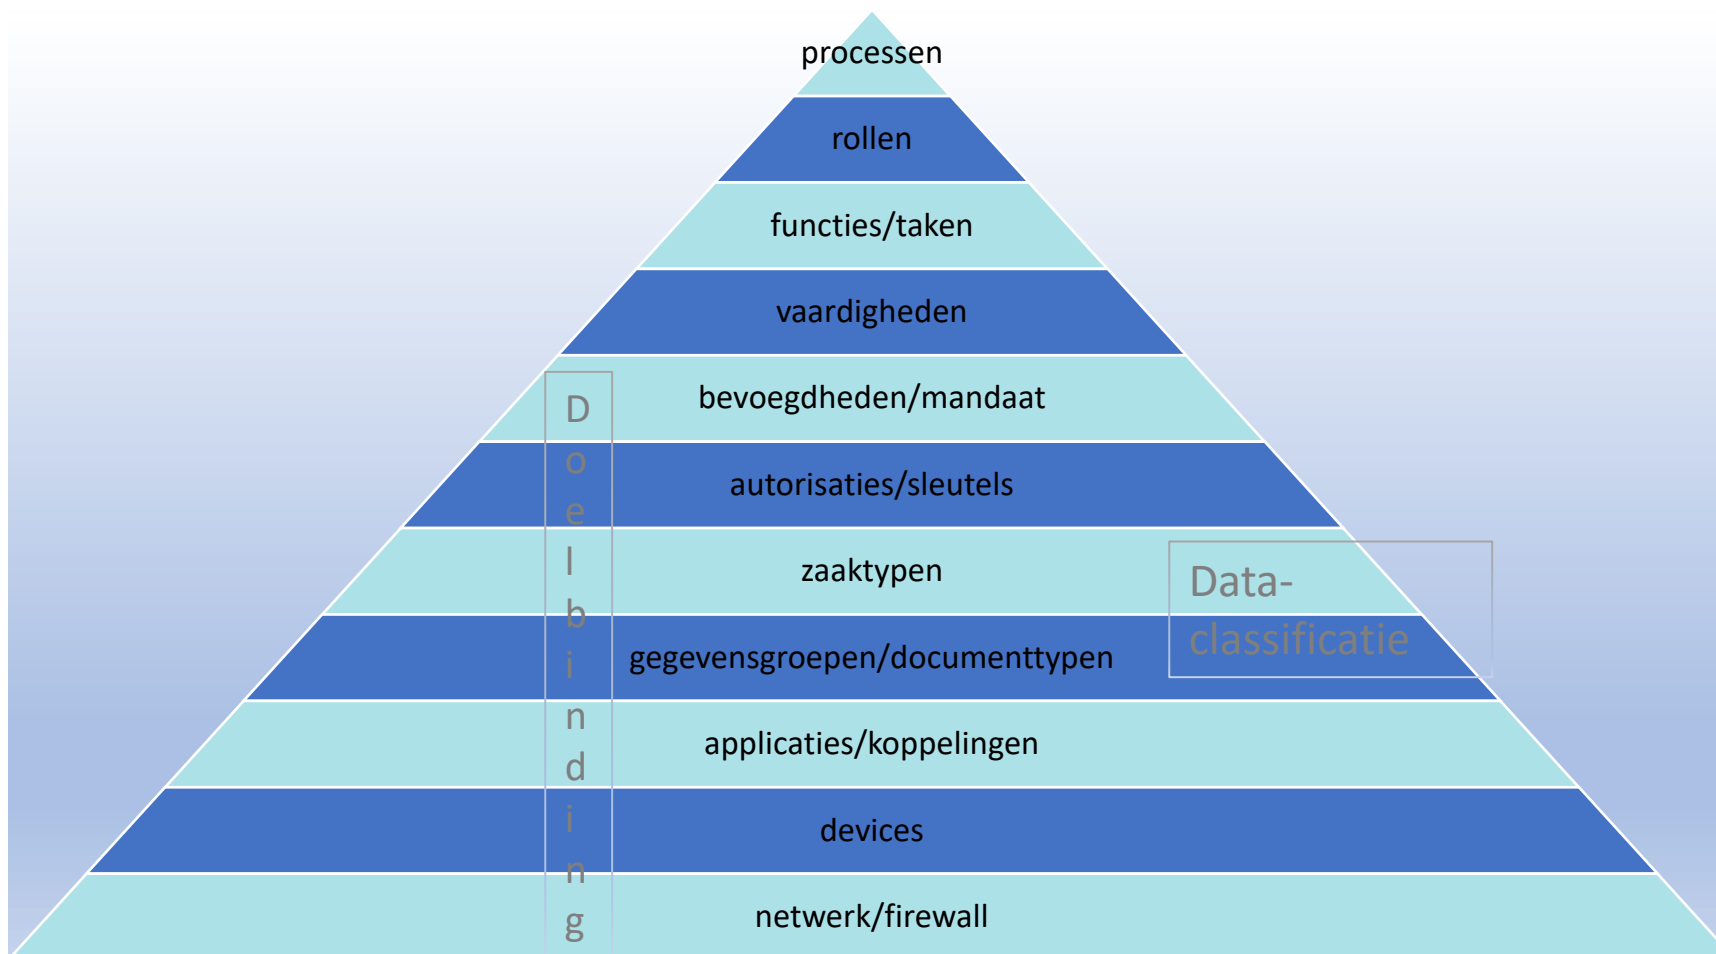 processen
rollen
functies/taken
vaardigheden
bevoegdheden/mandaat
autorisaties/sleutels
zaaktypen
gegevensgroepen/documenttypen
applicaties/koppelingen
devices
netwerk/firewall
D
o
e
l
b
i
n
d
i
n
g
Data-
classificatie